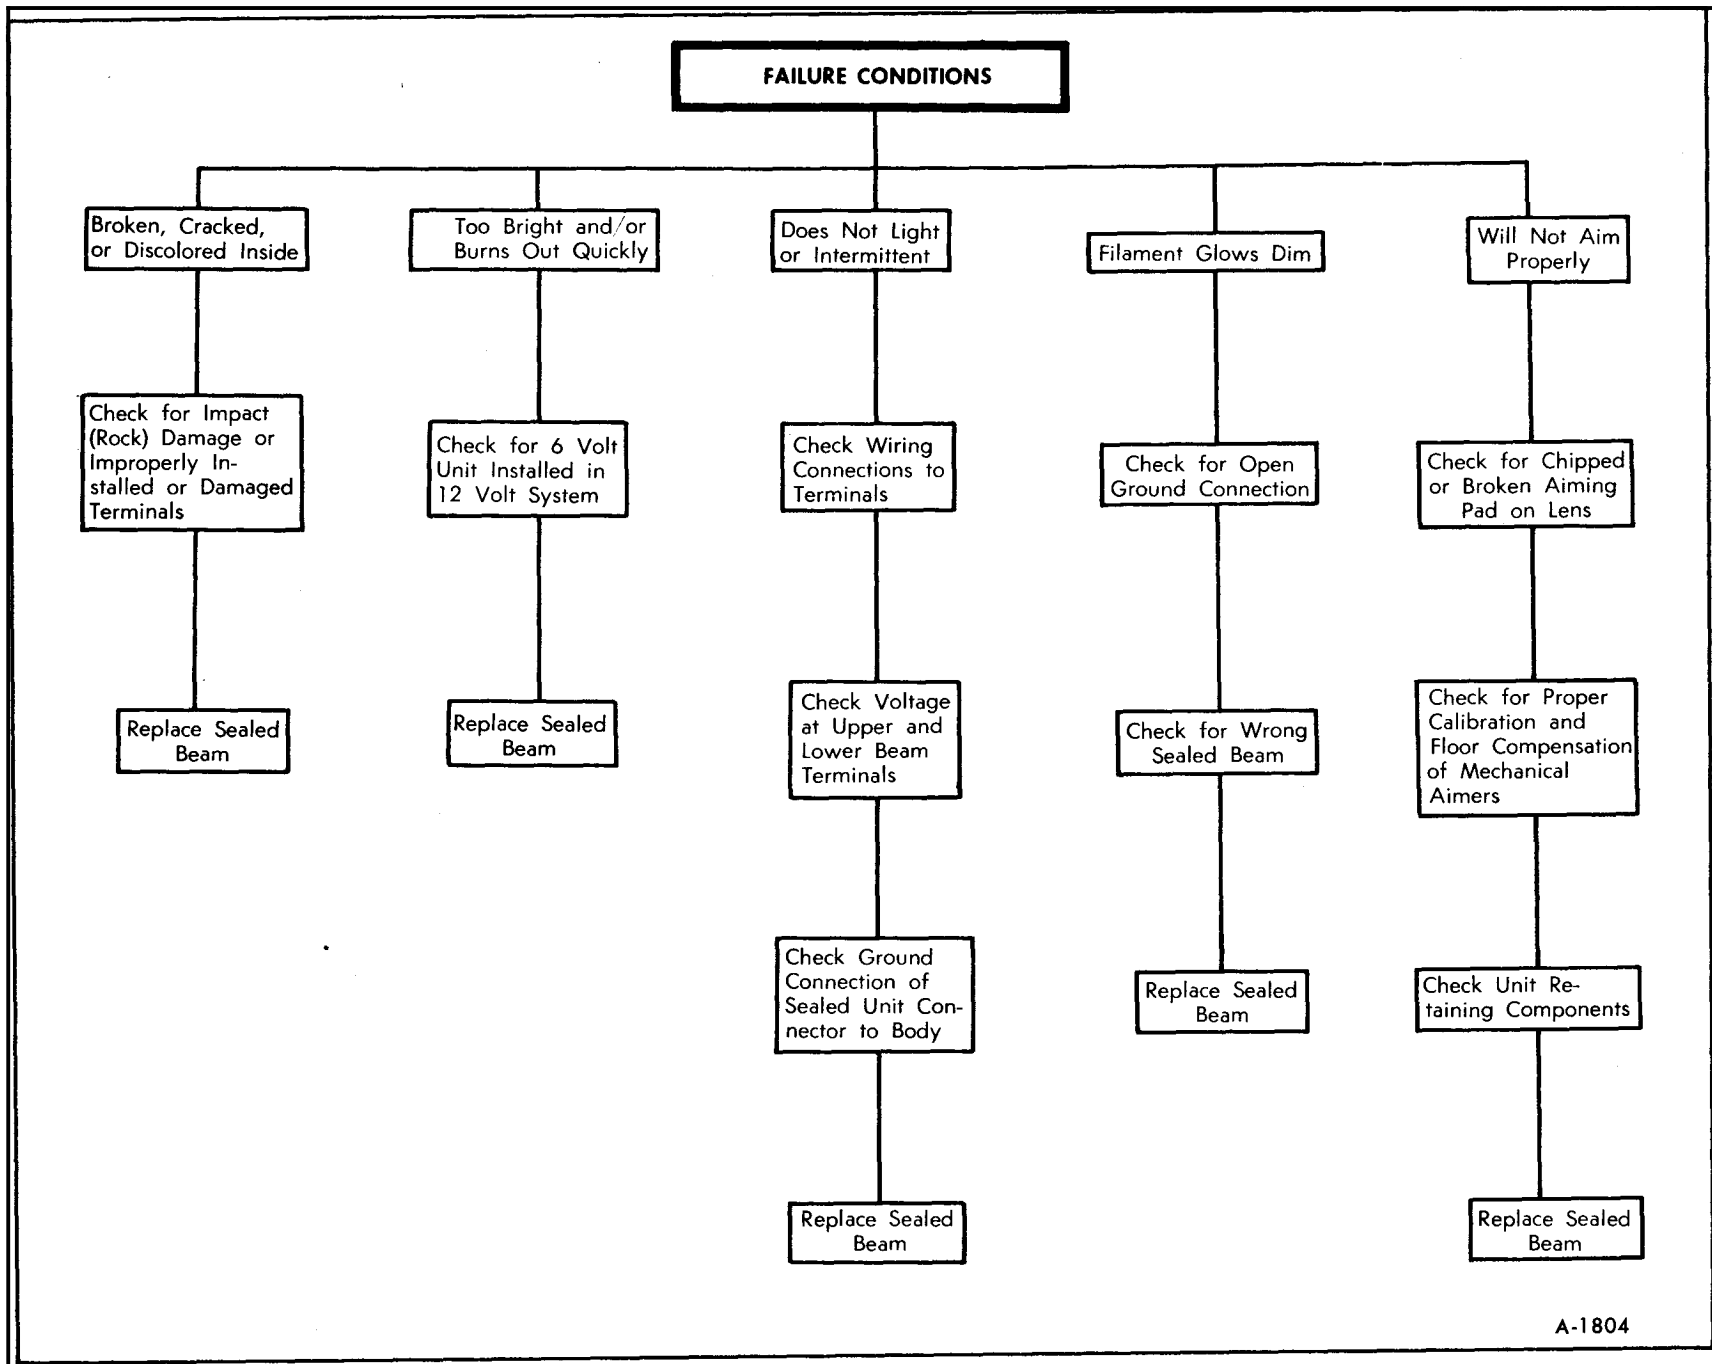 FAILURE CONDITIONS
Broken, Cracked,
or Discolored Inside
Too Bright and/or
Burns Out Quickly
Does Not Light
or Intermittent
Filament Glows Dim
Will Not Aim
Properly
Check for Impact
(Rock) Damage or
Improperly In-
stalled or Damaged
Terminals
Check for 6 Volt
Unit Installed in
12 Volt System
Check Wiring
Connections to
Terminals
Check for Open
Ground Connection
Check for Chipped
or Broken Aiming
Pad on Lens
Replace Sealed
Beam
Replace Sealed
Beam
Check Voltage
at Upper and
Lower Beam
Terminals
Check for Wrong
Sealed Beam
Check for Proper
Calibration and
Floor Compensation
of Mechanical
Aimers
Check Ground
Connection of
Sealed Unit Con-
nector to Body
Replace Sealed
Beam
Check Unit Re-
taining Components
Replace Sealed
Beam
Replace Sealed
Beam
A-1804